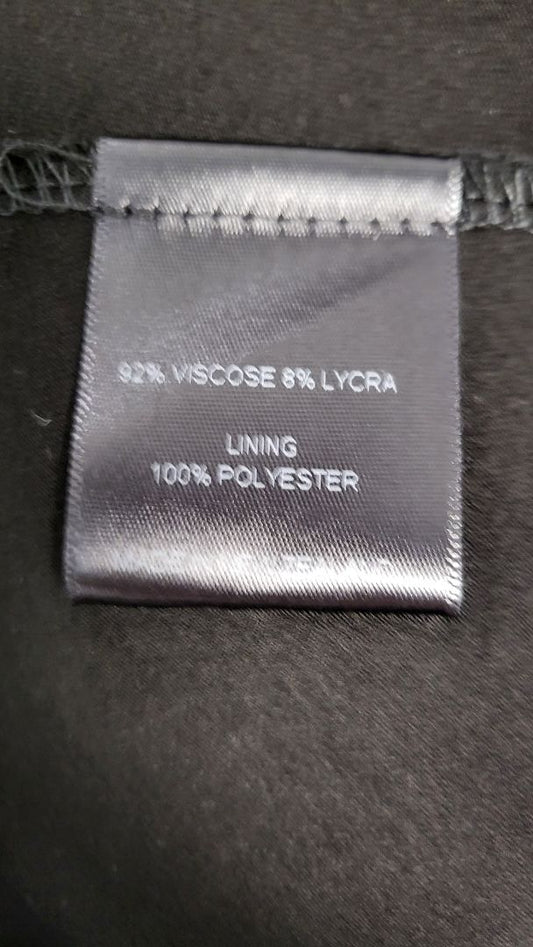 92% VISCOSE 8% LYCRA
LINING
100% POLYESTER